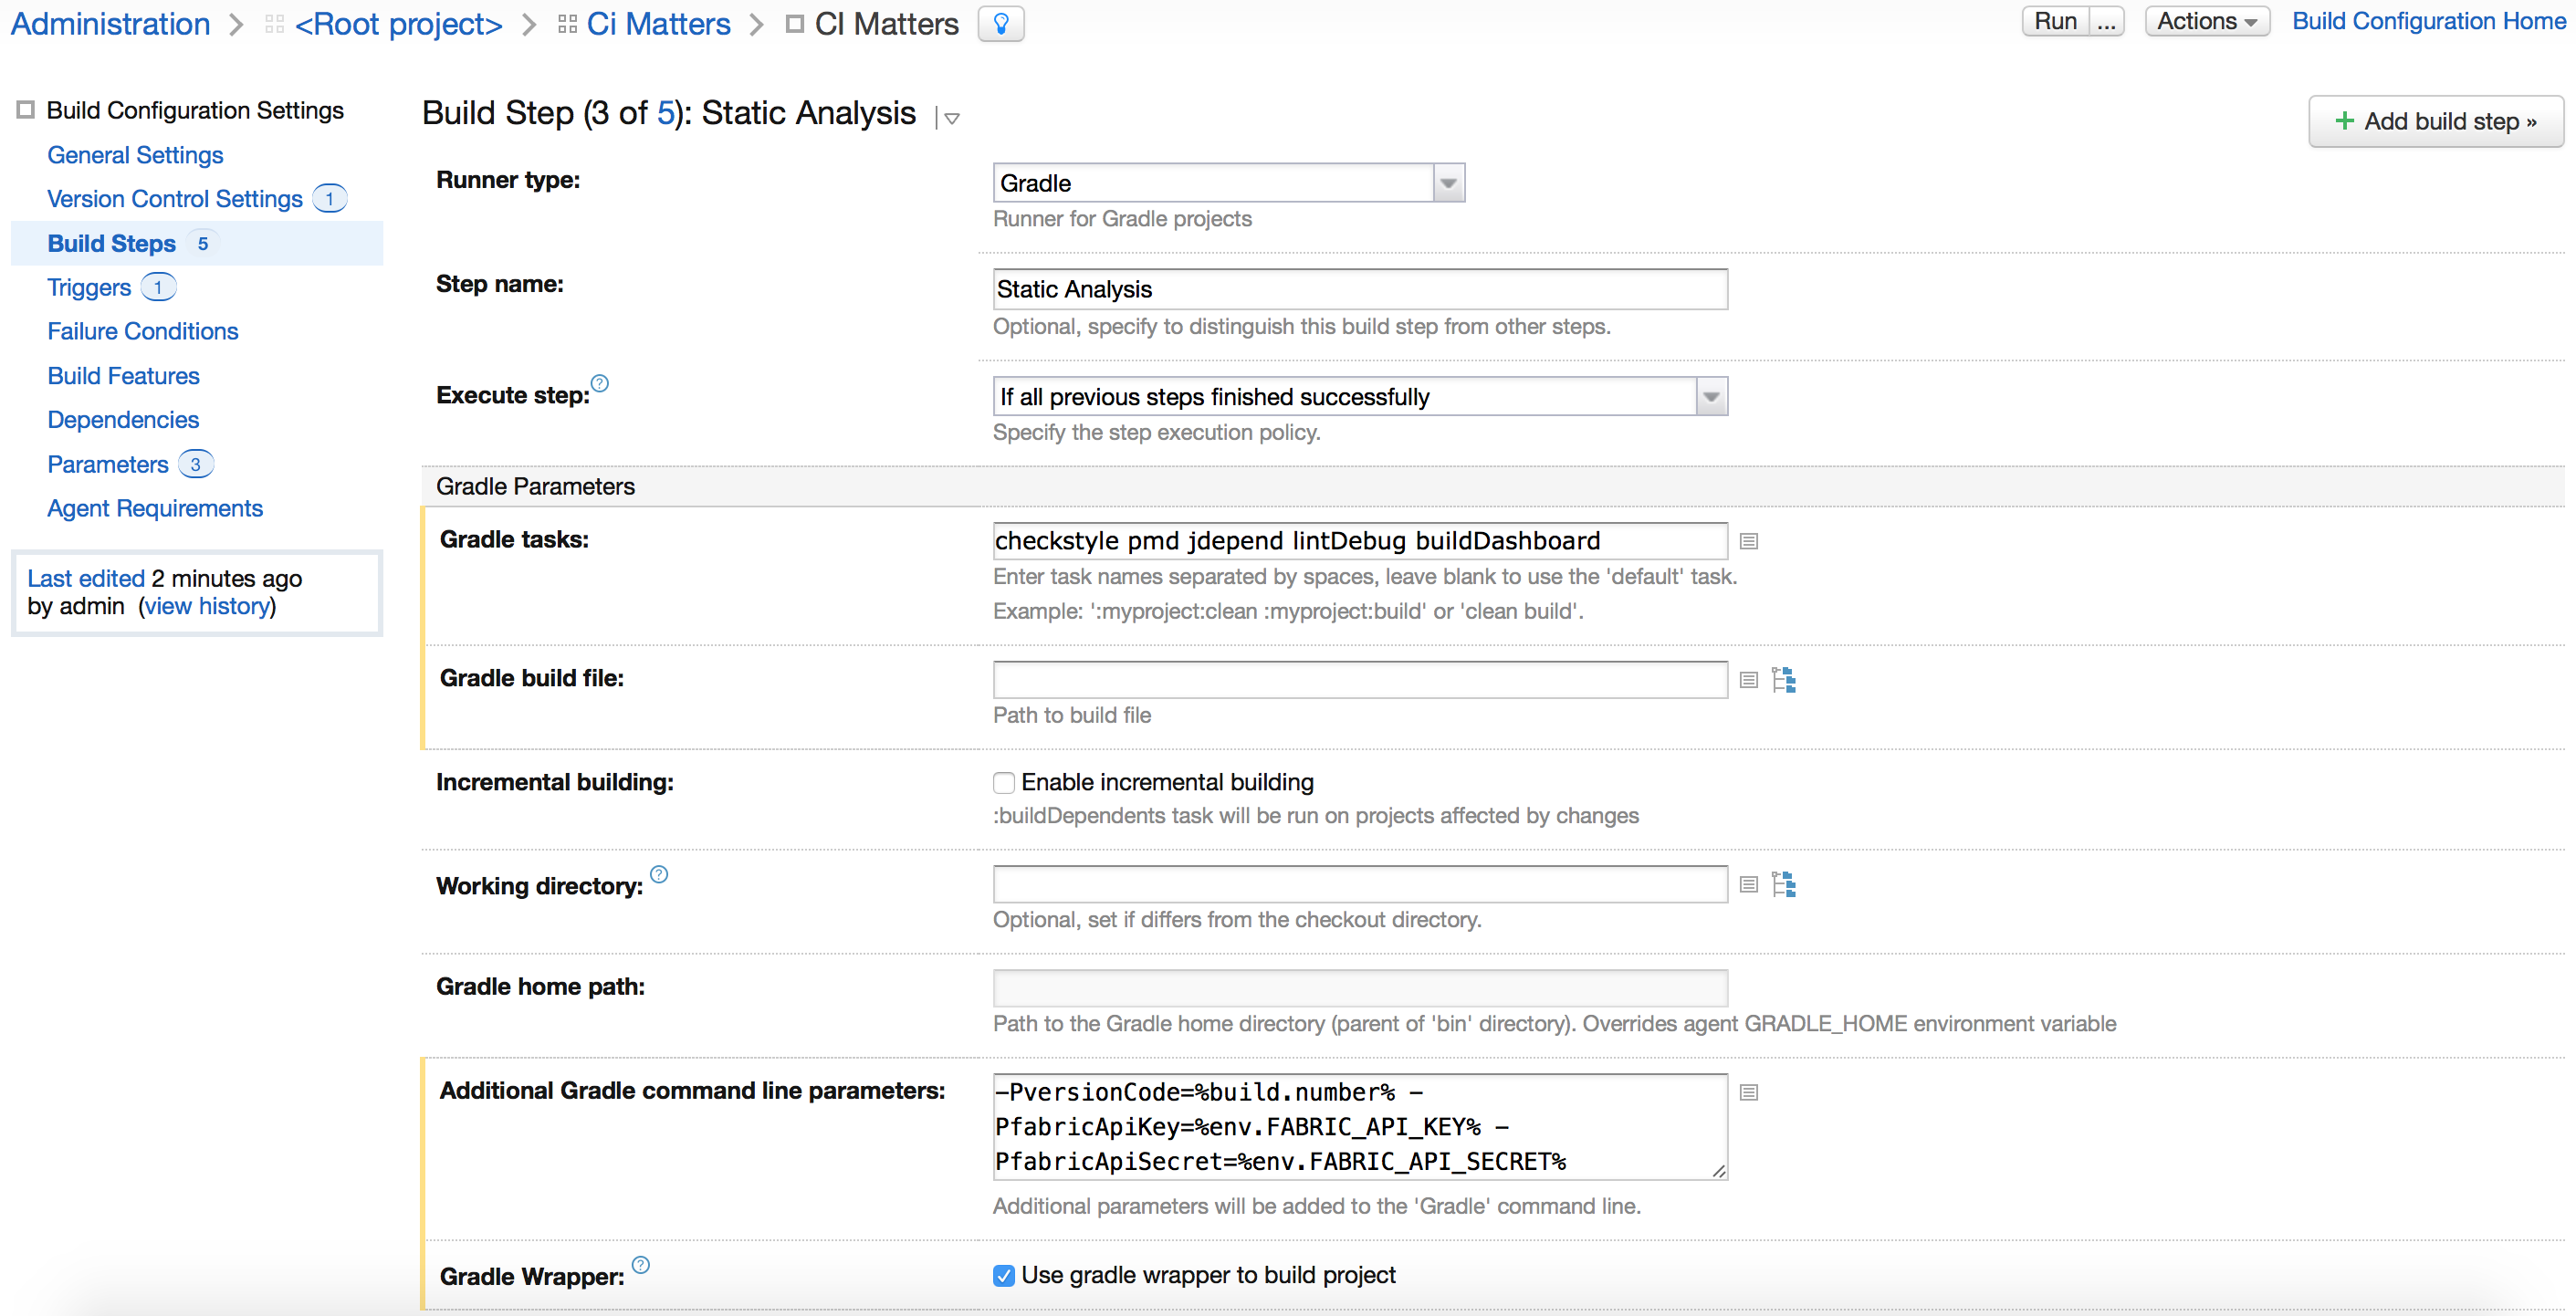 Administration <Root project> Ci Matters CI Matters
Run ... Actions Build Configuration Home
Build Configuration Settings
General Settings
Version Control Settings 1
Build Steps 5
Triggers 1
Failure Conditions
Build Features
Dependencies
Parameters 3
Agent Requirements
Last edited 2 minutes ago
by admin (view history)
Build Step (3 of 5): Static Analysis
+ Add build step »
Runner type:
Gradle
Runner for Gradle projects
Step name:
Static Analysis
Optional, specify to distinguish this build step from other steps.
Execute step: ?
If all previous steps finished successfully
Specify the step execution policy.
Gradle Parameters
Gradle tasks:
checkstyle pmd jdepend lintDebug buildDashboard
Enter task names separated by spaces, leave blank to use the 'default' task.
Example: ':myproject:clean :myproject:build' or 'clean build'.
Gradle build file:
Path to build file
Incremental building:
Enable incremental building
:buildDependents task will be run on projects affected by changes
Working directory: ?
Optional, set if differs from the checkout directory.
Gradle home path:
Path to the Gradle home directory (parent of 'bin' directory). Overrides agent GRADLE_HOME environment variable
Additional Gradle command line parameters:
-PversionCode=%build.number% -
PfabricApiKey=%env.FABRIC_API_KEY% -
PfabricApiSecret=%env.FABRIC_API_SECRET%
Additional parameters will be added to the 'Gradle' command line.
Gradle Wrapper: ?
Use gradle wrapper to build project